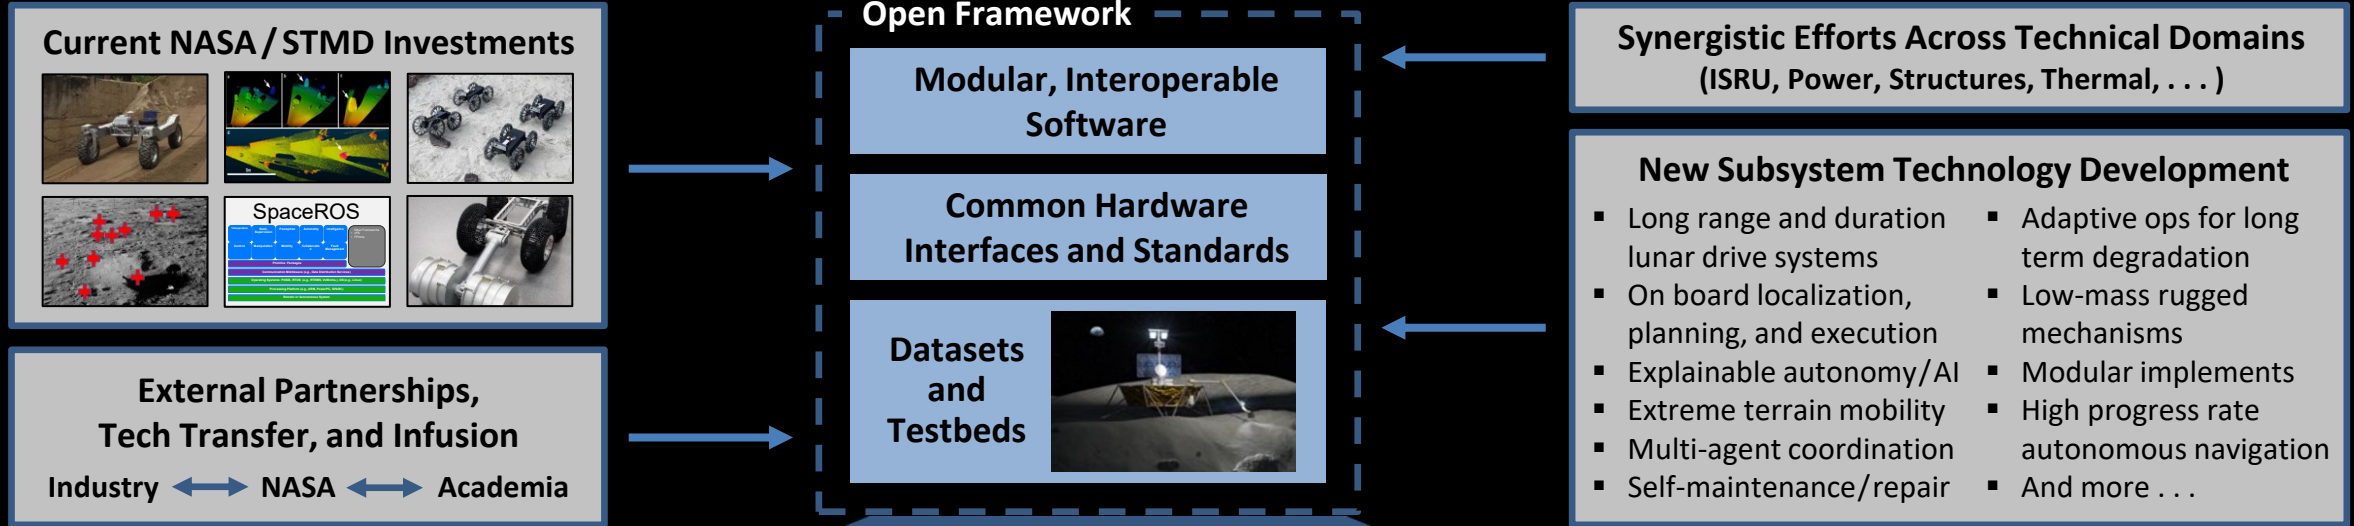 Current NASA / STMD Investments
SpaceROS
External Partnerships,
Tech Transfer, and Infusion
Industry NASA Academia
Open Framework
Modular, Interoperable
Software
Common Hardware
Interfaces and Standards
Datasets
and
Testbeds
Synergistic Efforts Across Technical Domains
(ISRU, Power, Structures, Thermal, . . . )
New Subsystem Technology Development
▪ Long range and duration
lunar drive systems
▪ On board localization,
planning, and execution
▪ Explainable autonomy/AI
▪ Extreme terrain mobility
▪ Multi-agent coordination
▪ Self-maintenance/repair
▪ Adaptive ops for long
term degradation
▪ Low-mass rugged
mechanisms
▪ Modular implements
▪ High progress rate
autonomous navigation
▪ And more . . .